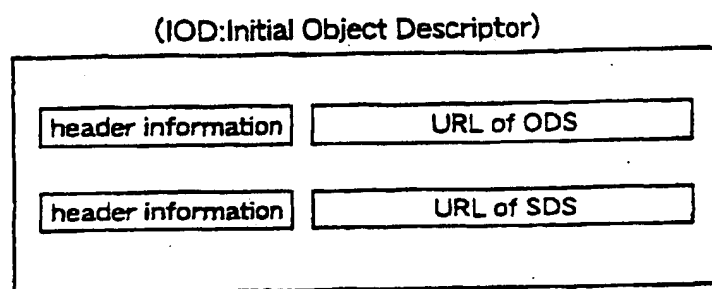 (IOD:Initial Object Descriptor)
header information URL of ODS
header information URL of SDS